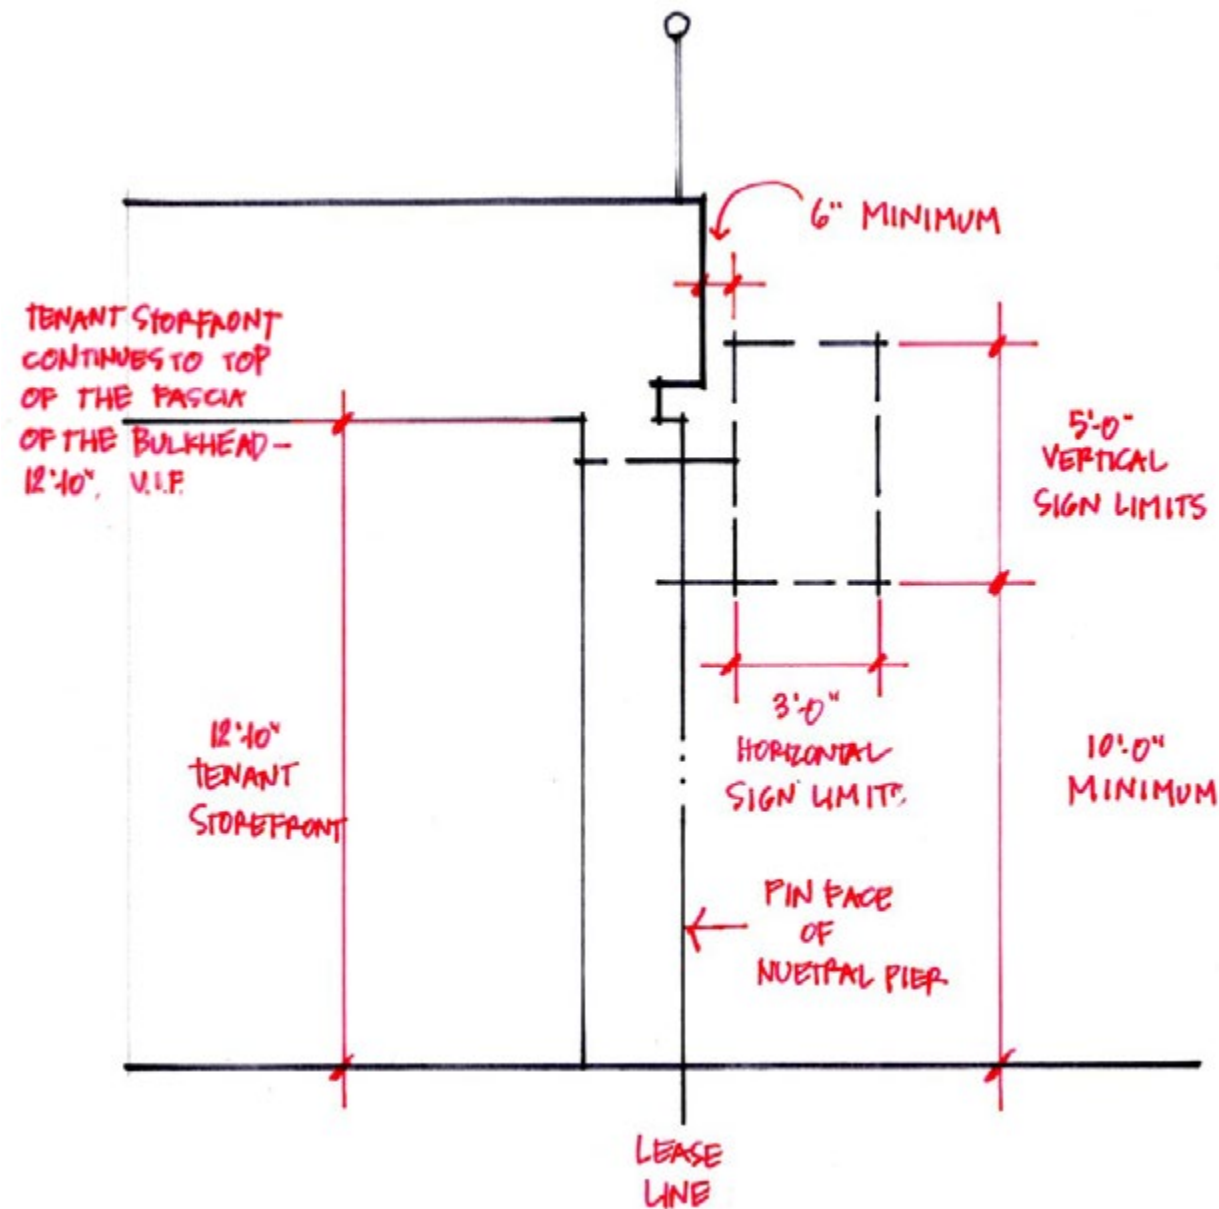 6" MINIMUM
TENANT STORFRONT
CONTINUES TO TOP
OF THE FASCIA
OF THE BULKHEAD-
12'-10", V.I.F.
5'-0"
VERTICAL
SIGN LIMITS
12'-10"
TENANT
STOREFRONT
3'-0"
HORIZONTAL
SIGN LIMITS
10'-0"
MINIMUM
PIN FACE
OF
NUETRAL PIER
LEASE
LINE